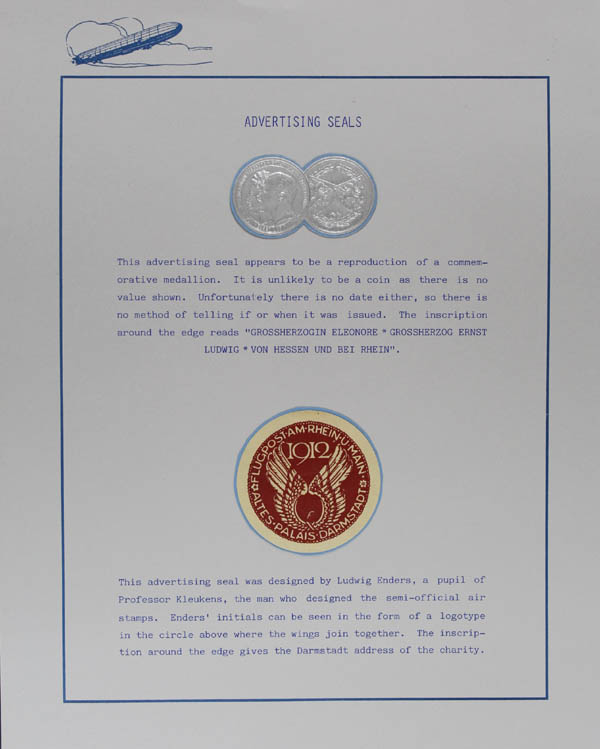 ADVERTISING SEALS
This advertising seal appears to be a reproduction of a commem-
orative medallion. It is unlikely to be a coin as there is no
value shown. Unfortunately there is no date either, so there is
no method of telling if or when it was issued. The inscription
around the edge reads "GROSSHERZOGIN ELEONORE * GROSSHERZOG ERNST
LUDWIG * VON HESSEN UND BEI RHEIN".
FLUGPOST·AM·RHEIN·U·MAIN
1912
ALTES·PALAIS·DARMSTADT
This advertising seal was designed by Ludwig Enders, a pupil of
Professor Kleukens, the man who designed the semi-official air
stamps. Enders' initials can be seen in the form of a logotype
in the circle above where the wings join together. The inscrip-
tion around the edge gives the Darmstadt address of the charity.